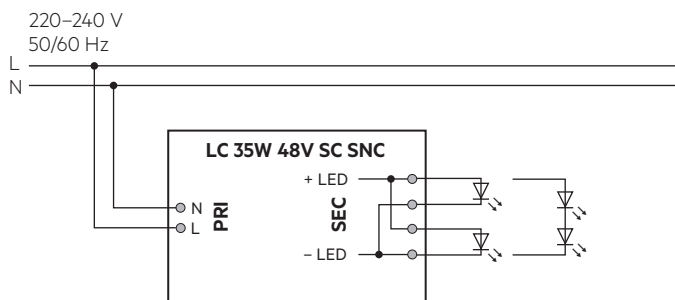 220–240 V
50/60 Hz
L
N
LC 35W 48V SC SNC
+ LED
N
L
PRI
SEC
– LED